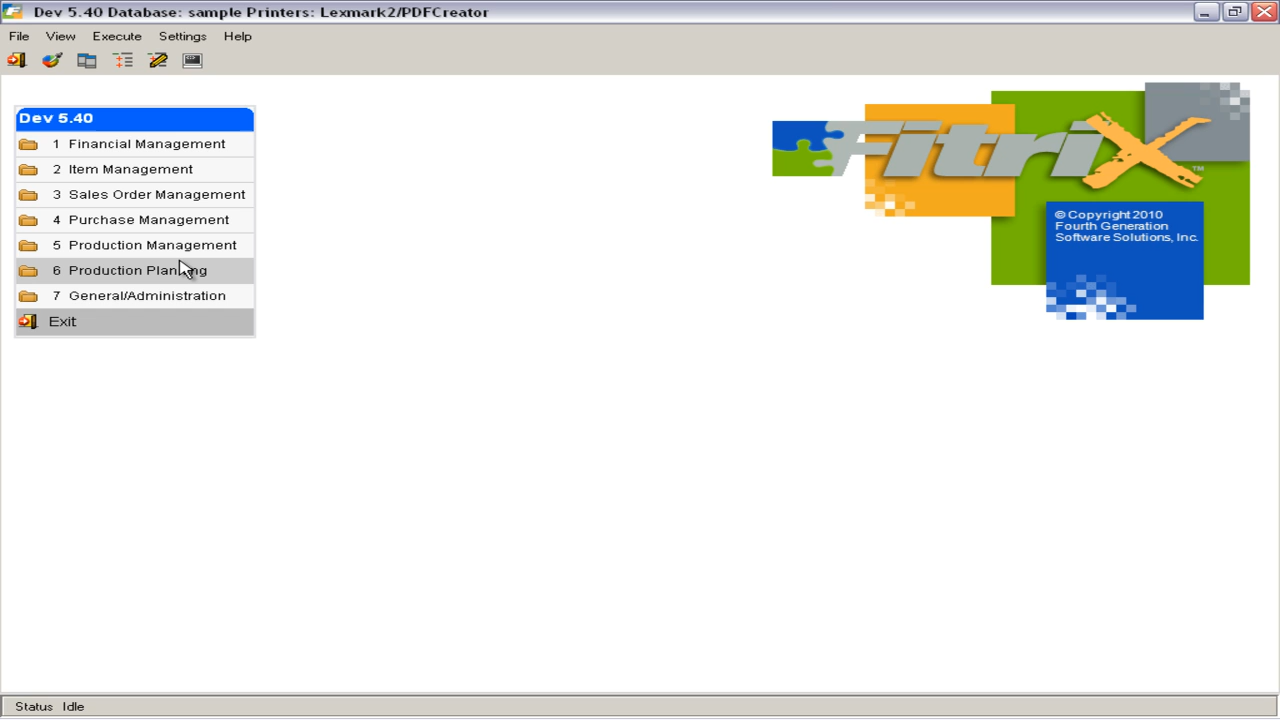 Dev 5.40 Database: sample Printers: Lexmark2/PDFCreator
File View Execute Settings Help
Dev 5.40
1 Financial Management
2 Item Management
3 Sales Order Management
4 Purchase Management
5 Production Management
6 Production Planning
7 General/Administration
Exit
FitriX™
© Copyright 2010
Fourth Generation
Software Solutions, Inc.
Status Idle